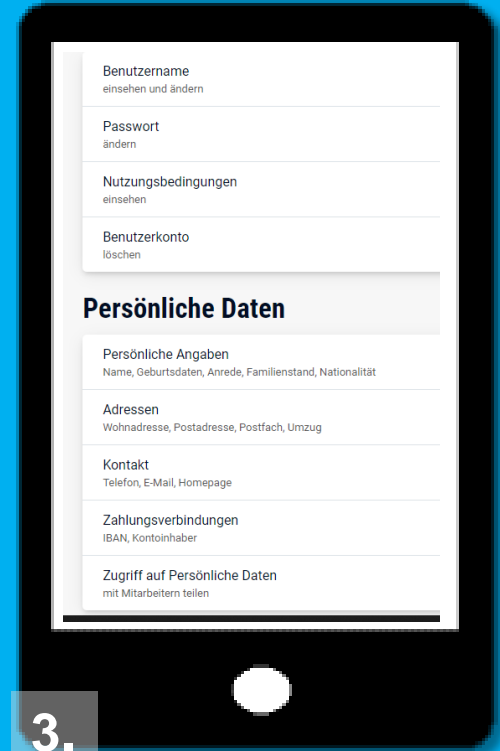 Benutzername
einsehen und ändern
Passwort
ändern
Nutzungsbedingungen
einsehen
Benutzerkonto
löschen
Persönliche Daten
Persönliche Angaben
Name, Geburtsdaten, Anrede, Familienstand, Nationalität
Adressen
Wohnadresse, Postadresse, Postfach, Umzug
Kontakt
Telefon, E-Mail, Homepage
Zahlungsverbindungen
IBAN, Kontoinhaber
Zugriff auf Persönliche Daten
mit Mitarbeitern teilen
3.